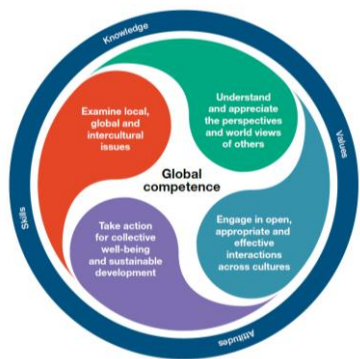 Knowledge
Examine local,
global and
intercultural
issues
Understand
and appreciate
the perspectives
and world views
of others
Values
Global
competence
Skills
Take action
for collective
well-being
and sustainable
development
Engage in open,
appropriate and
effective
interactions
across cultures
Attitudes